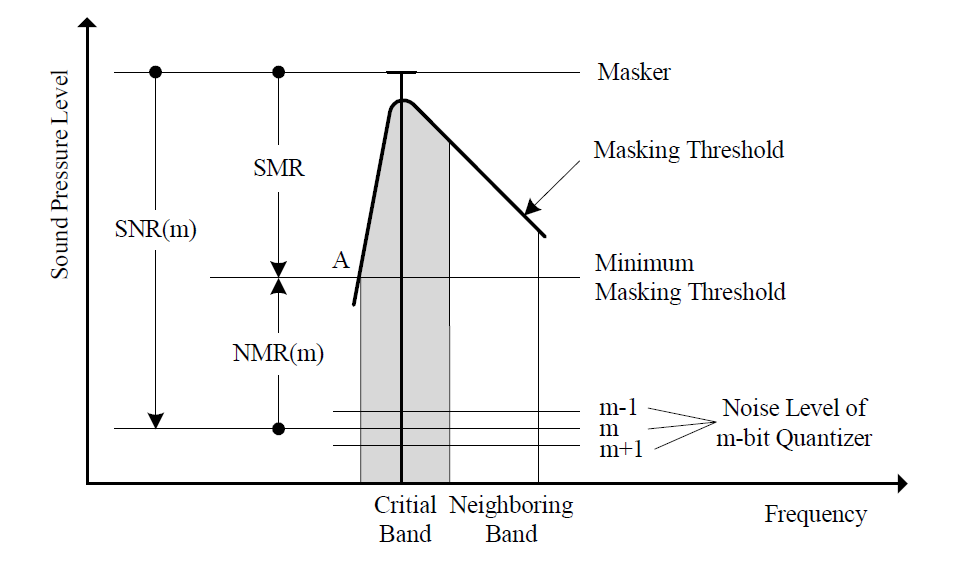 Sound Pressure Level
Masker
Masking Threshold
SMR
SNR(m)
A
Minimum
Masking Threshold
NMR(m)
m-1
m
m+1
Noise Level of
m-bit Quantizer
Critial
Band
Neighboring
Band
Frequency